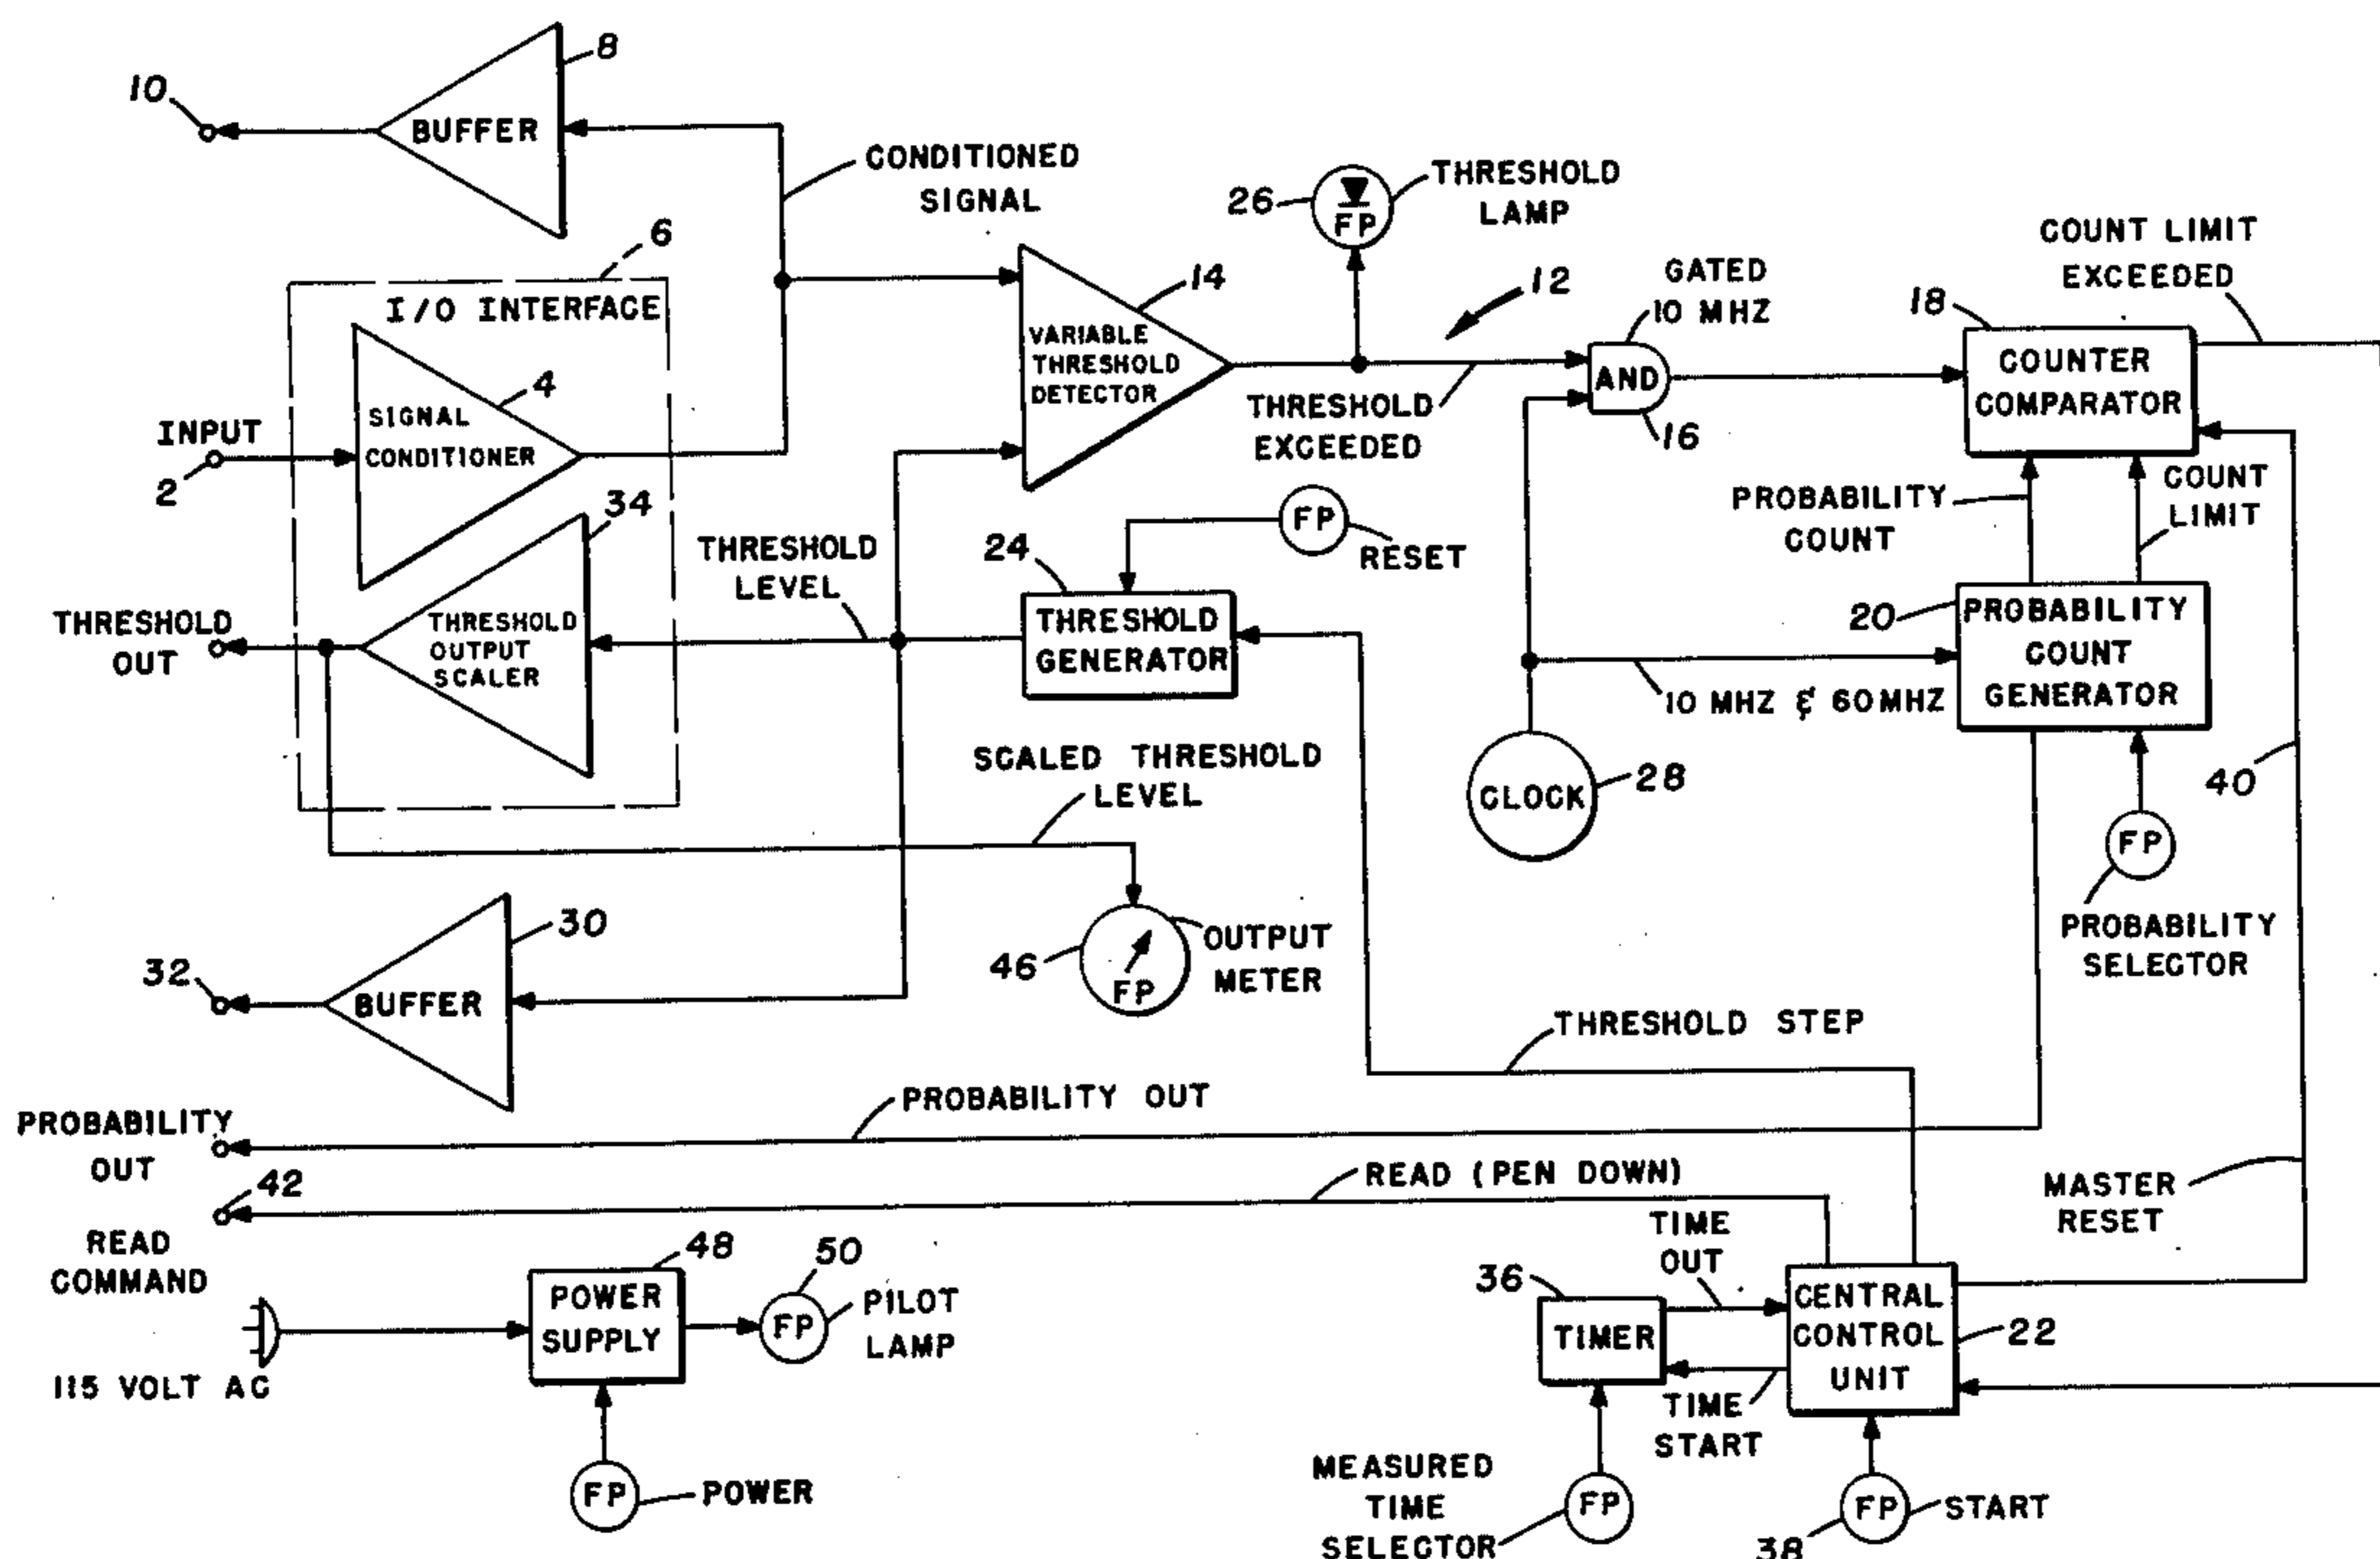 8
10
BUFFER
CONDITIONED
SIGNAL
26
FP
THRESHOLD
LAMP
6
I/O INTERFACE
14
VARIABLE
THRESHOLD
DETECTOR
12
GATED
10 MHZ
AND
16
THRESHOLD
EXCEEDED
COUNT LIMIT
EXCEEDED
18
COUNTER
COMPARATOR
4
SIGNAL
CONDITIONER
INPUT
2
34
THRESHOLD
OUTPUT
SCALER
THRESHOLD
OUT
THRESHOLD
LEVEL
24
THRESHOLD
GENERATOR
FP
RESET
PROBABILITY
COUNT
COUNT
LIMIT
20
PROBABILITY
COUNT
GENERATOR
10 MHZ & 60MHZ
CLOCK
28
40
FP
PROBABILITY
SELECTOR
SCALED THRESHOLD
LEVEL
46
FP
OUTPUT
METER
30
32
BUFFER
THRESHOLD STEP
PROBABILITY OUT
PROBABILITY
OUT
42
READ (PEN DOWN)
READ
COMMAND
MASTER
RESET
TIME
OUT
36
TIMER
CENTRAL
CONTROL
UNIT
22
TIME
START
48
POWER
SUPPLY
50
FP
PILOT
LAMP
115 VOLT AC
FP
POWER
MEASURED
TIME
SELECTOR
FP
FP
START
38